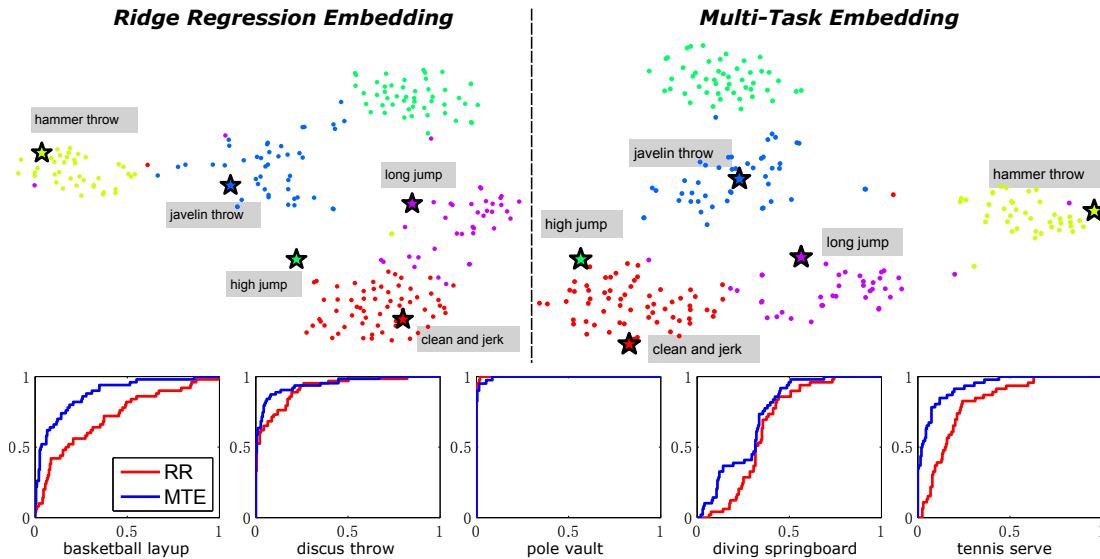 Ridge Regression Embedding
Multi-Task Embedding
hammer throw
javelin throw
long jump
high jump
clean and jerk
javelin throw
hammer throw
high jump
long jump
clean and jerk
1
0.5
0
0 0.5 1
RR
MTE
basketball layup
1
0.5
0
0 0.5 1
discus throw
1
0.5
0
0 0.5 1
pole vault
1
0.5
0
0 0.5 1
diving springboard
1
0.5
0
0 0.5 1
tennis serve